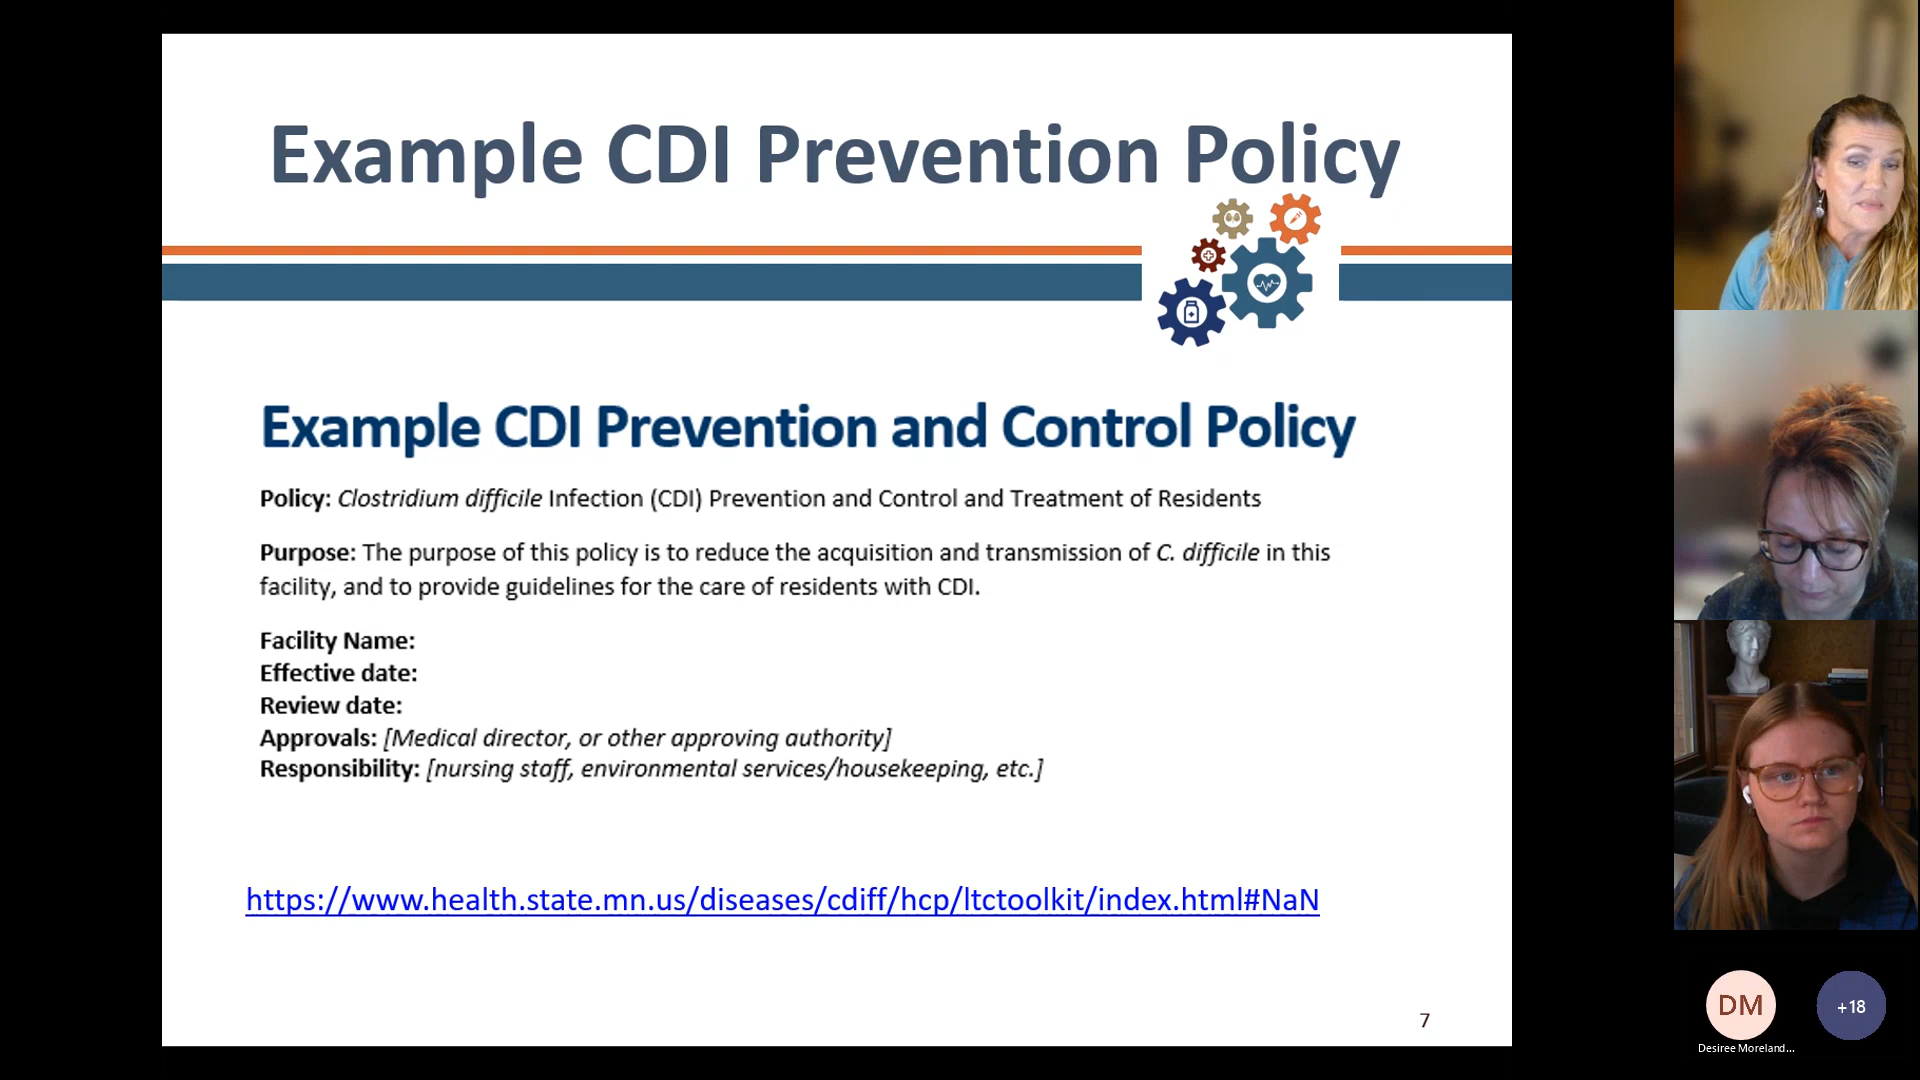 Example CDI Prevention Policy
Example CDI Prevention and Control Policy
Policy: Clostridium difficile Infection (CDI) Prevention and Control and Treatment of Residents
Purpose: The purpose of this policy is to reduce the acquisition and transmission of C. difficile in this
facility, and to provide guidelines for the care of residents with CDI.
Facility Name:
Effective date:
Review date:
Approvals: [Medical director, or other approving authority]
Responsibility: [nursing staff, environmental services/housekeeping, etc.]
https://www.health.state.mn.us/diseases/cdiff/hcp/ltctoolkit/index.html#NaN
7
DM
+18
Desiree Moreland...